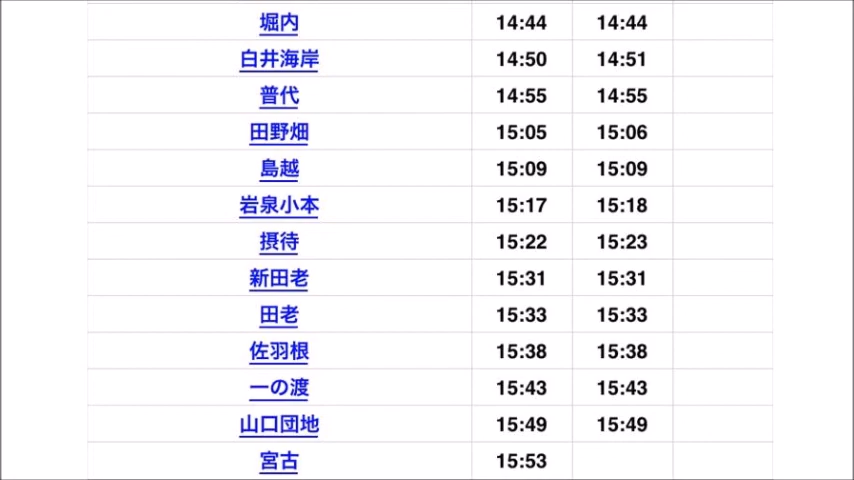 堀内 14:44 14:44
白井海岸 14:50 14:51
普代 14:55 14:55
田野畑 15:05 15:06
島越 15:09 15:09
岩泉小本 15:17 15:18
摂待 15:22 15:23
新田老 15:31 15:31
田老 15:33 15:33
佐羽根 15:38 15:38
一の渡 15:43 15:43
山口団地 15:49 15:49
宮古 15:53